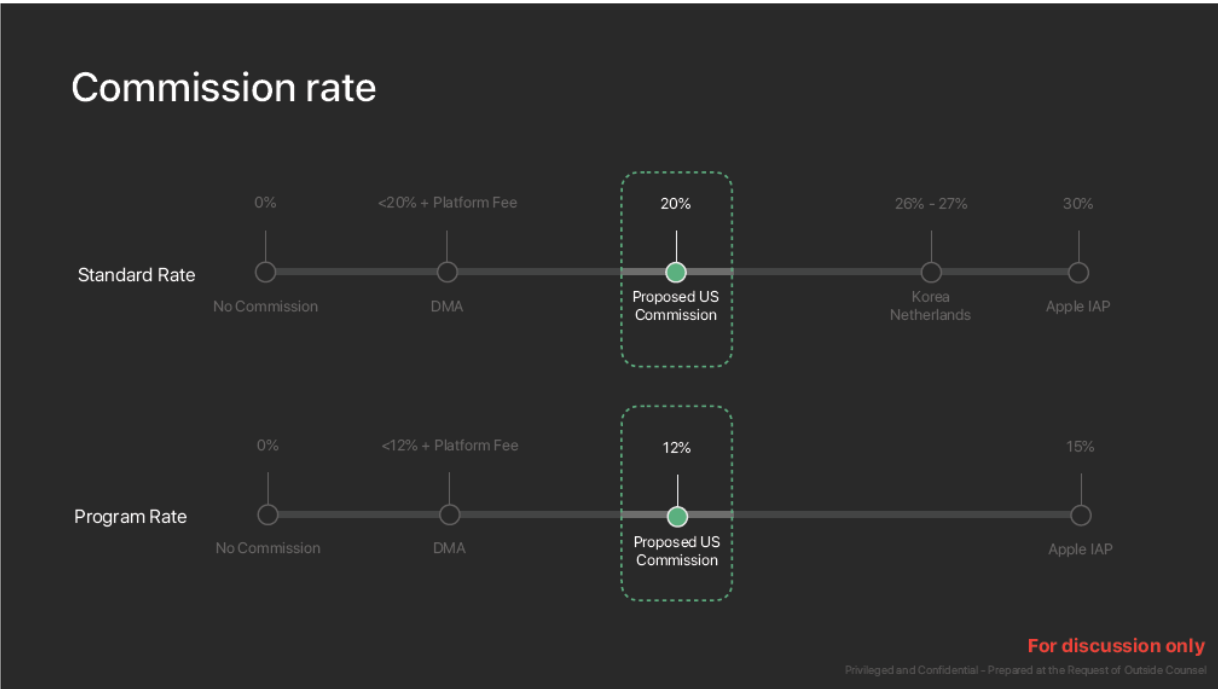 Commission rate
0%
<20% + Platform Fee
20%
26% - 27%
30%
Standard Rate
No Commission
DMA
Proposed US
Commission
Korea
Netherlands
Apple IAP
0%
<12% + Platform Fee
12%
15%
Program Rate
No Commission
DMA
Proposed US
Commission
Apple IAP
For discussion only
Privileged and Confidential - Prepared at the Request of Outside Counsel